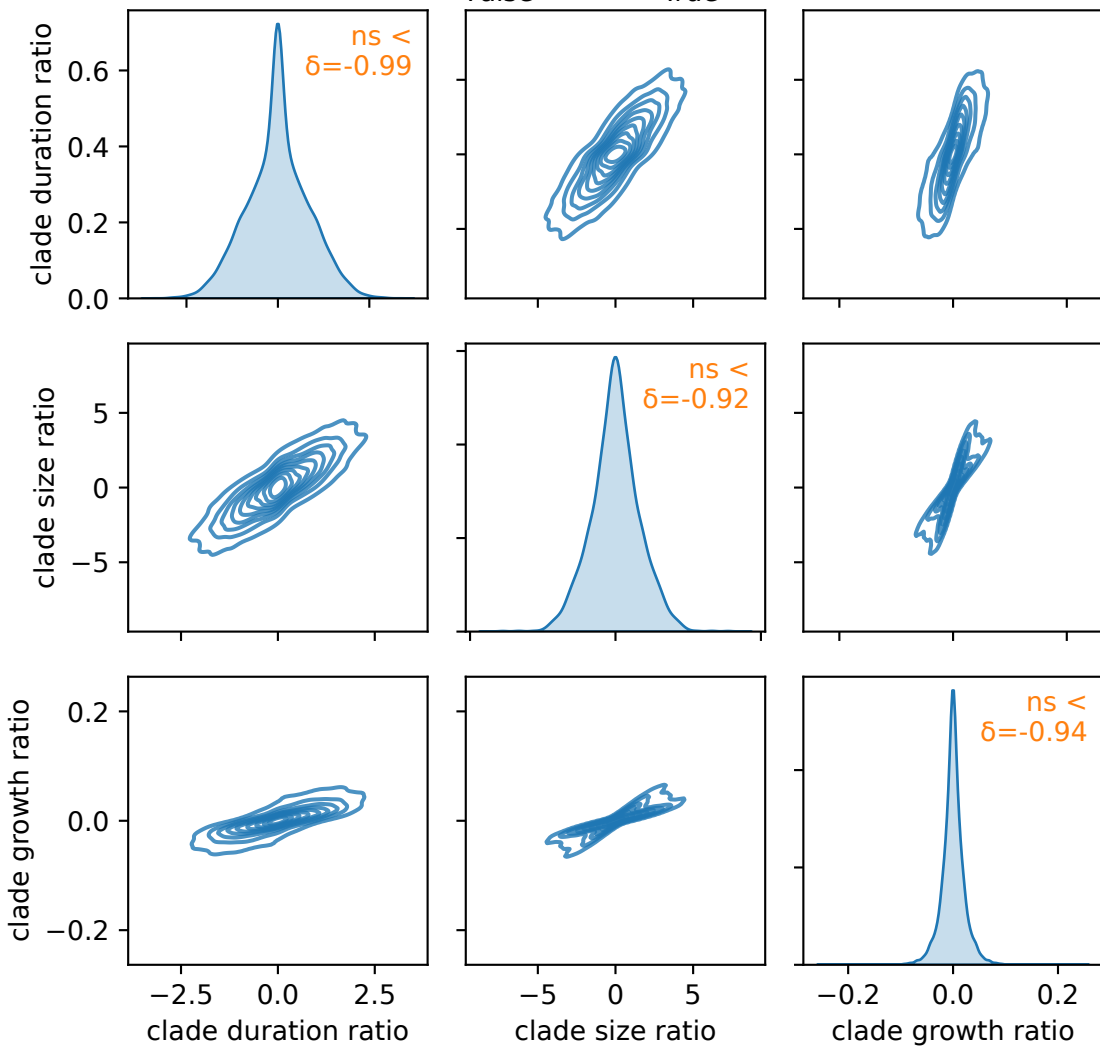 ns <
δ=-0.99
clade duration ratio
0.6
0.4
0.2
0.0
ns <
δ=-0.92
clade size ratio
5
0
−5
ns <
δ=-0.94
clade growth ratio
0.2
0.0
−0.2
−2.5 0.0 2.5
−5 0 5
−0.2 0.0 0.2
clade duration ratio
clade size ratio
clade growth ratio